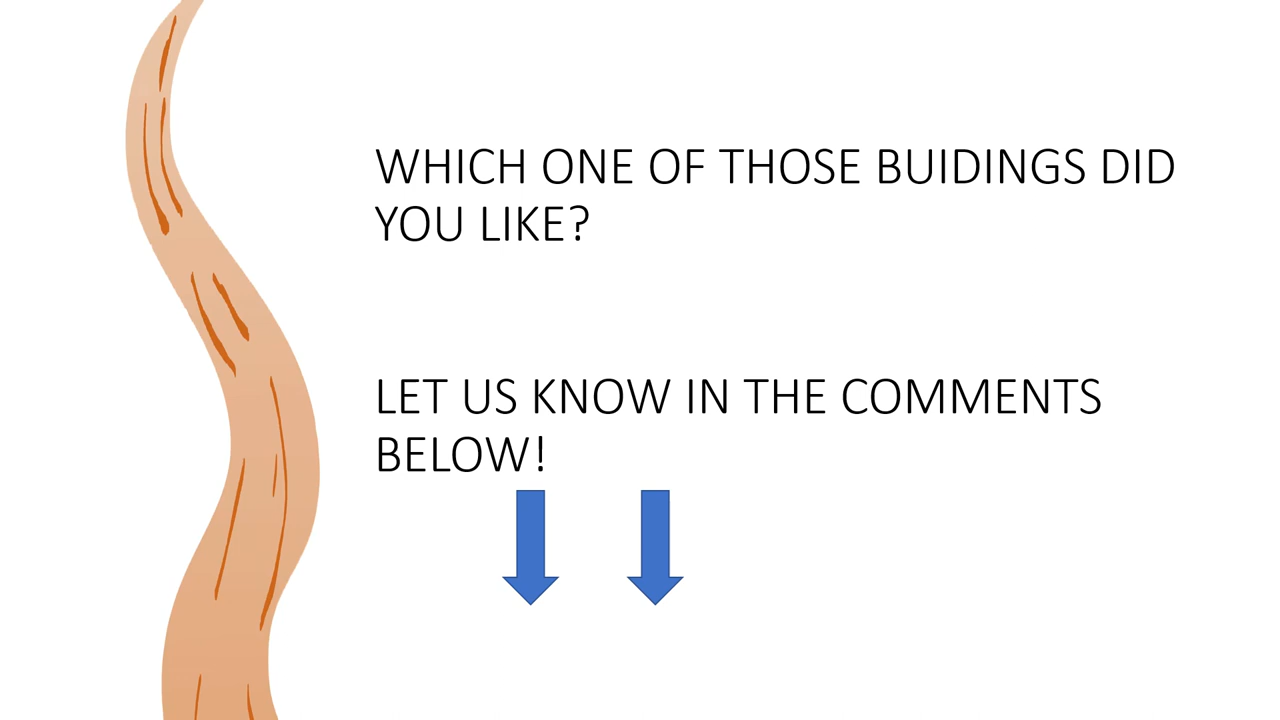 WHICH ONE OF THOSE BUIDINGS DID
YOU LIKE?
LET US KNOW IN THE COMMENTS
BELOW!